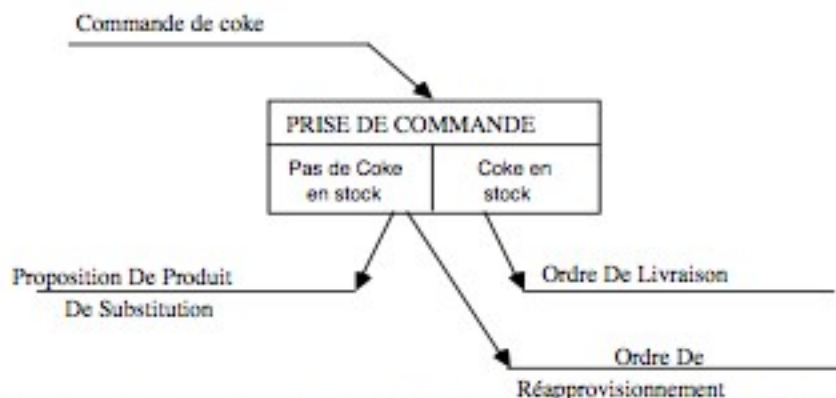 Commande de coke
PRISE DE COMMANDE
Pas de Coke
en stock
Coke en
stock
Proposition De Produit
De Substitution
Ordre De Livraison
Ordre De
Réapprovisionnement